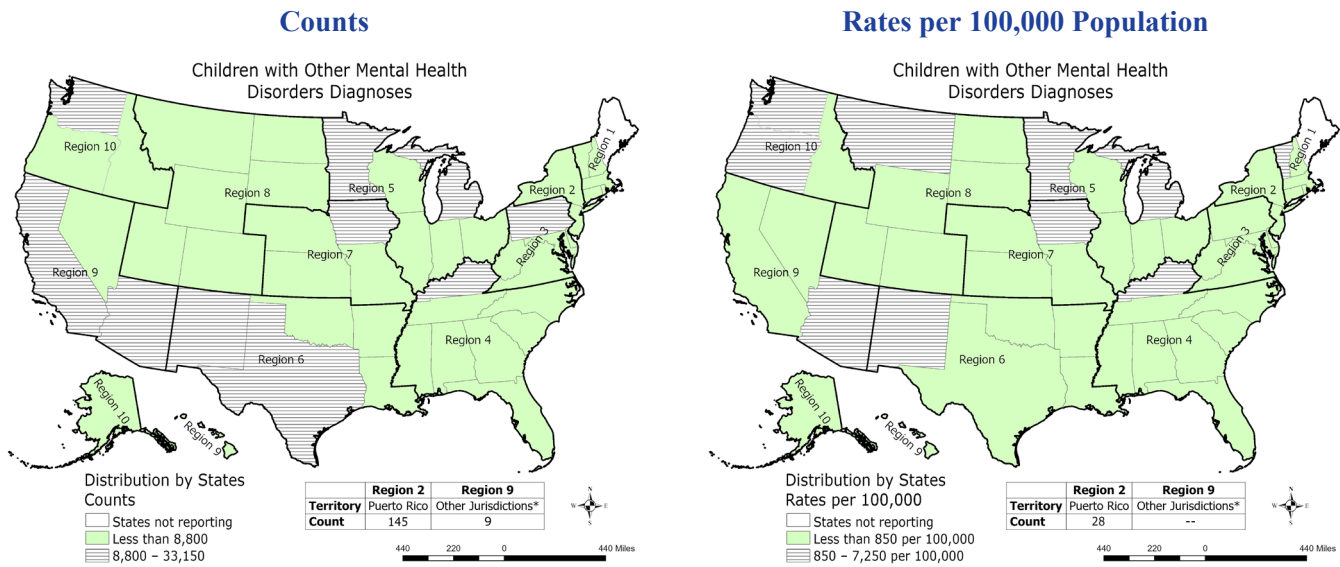 Counts
Children with Other Mental Health
Disorders Diagnoses
Region 10
Region 8
Region 5
Region 1
Region 2
Region 3
Region 7
Region 9
Region 6
Region 4
Region 10
Region 9
Distribution by States
Counts
States not reporting
Less than 8,800
8,800 – 33,150
Region 2 Region 9
Territory Puerto Rico Other Jurisdictions*
Count 145 9
N
W E
S
440 220 0 440 Miles
Rates per 100,000 Population
Children with Other Mental Health
Disorders Diagnoses
Region 10
Region 8
Region 5
Region 1
Region 2
Region 3
Region 7
Region 9
Region 6
Region 4
Region 10
Region 9
Distribution by States
Rates per 100,000
States not reporting
Less than 850 per 100,000
850 – 7,250 per 100,000
Region 2 Region 9
Territory Puerto Rico Other Jurisdictions*
Count 28 --
N
W E
S
440 220 0 440 Miles